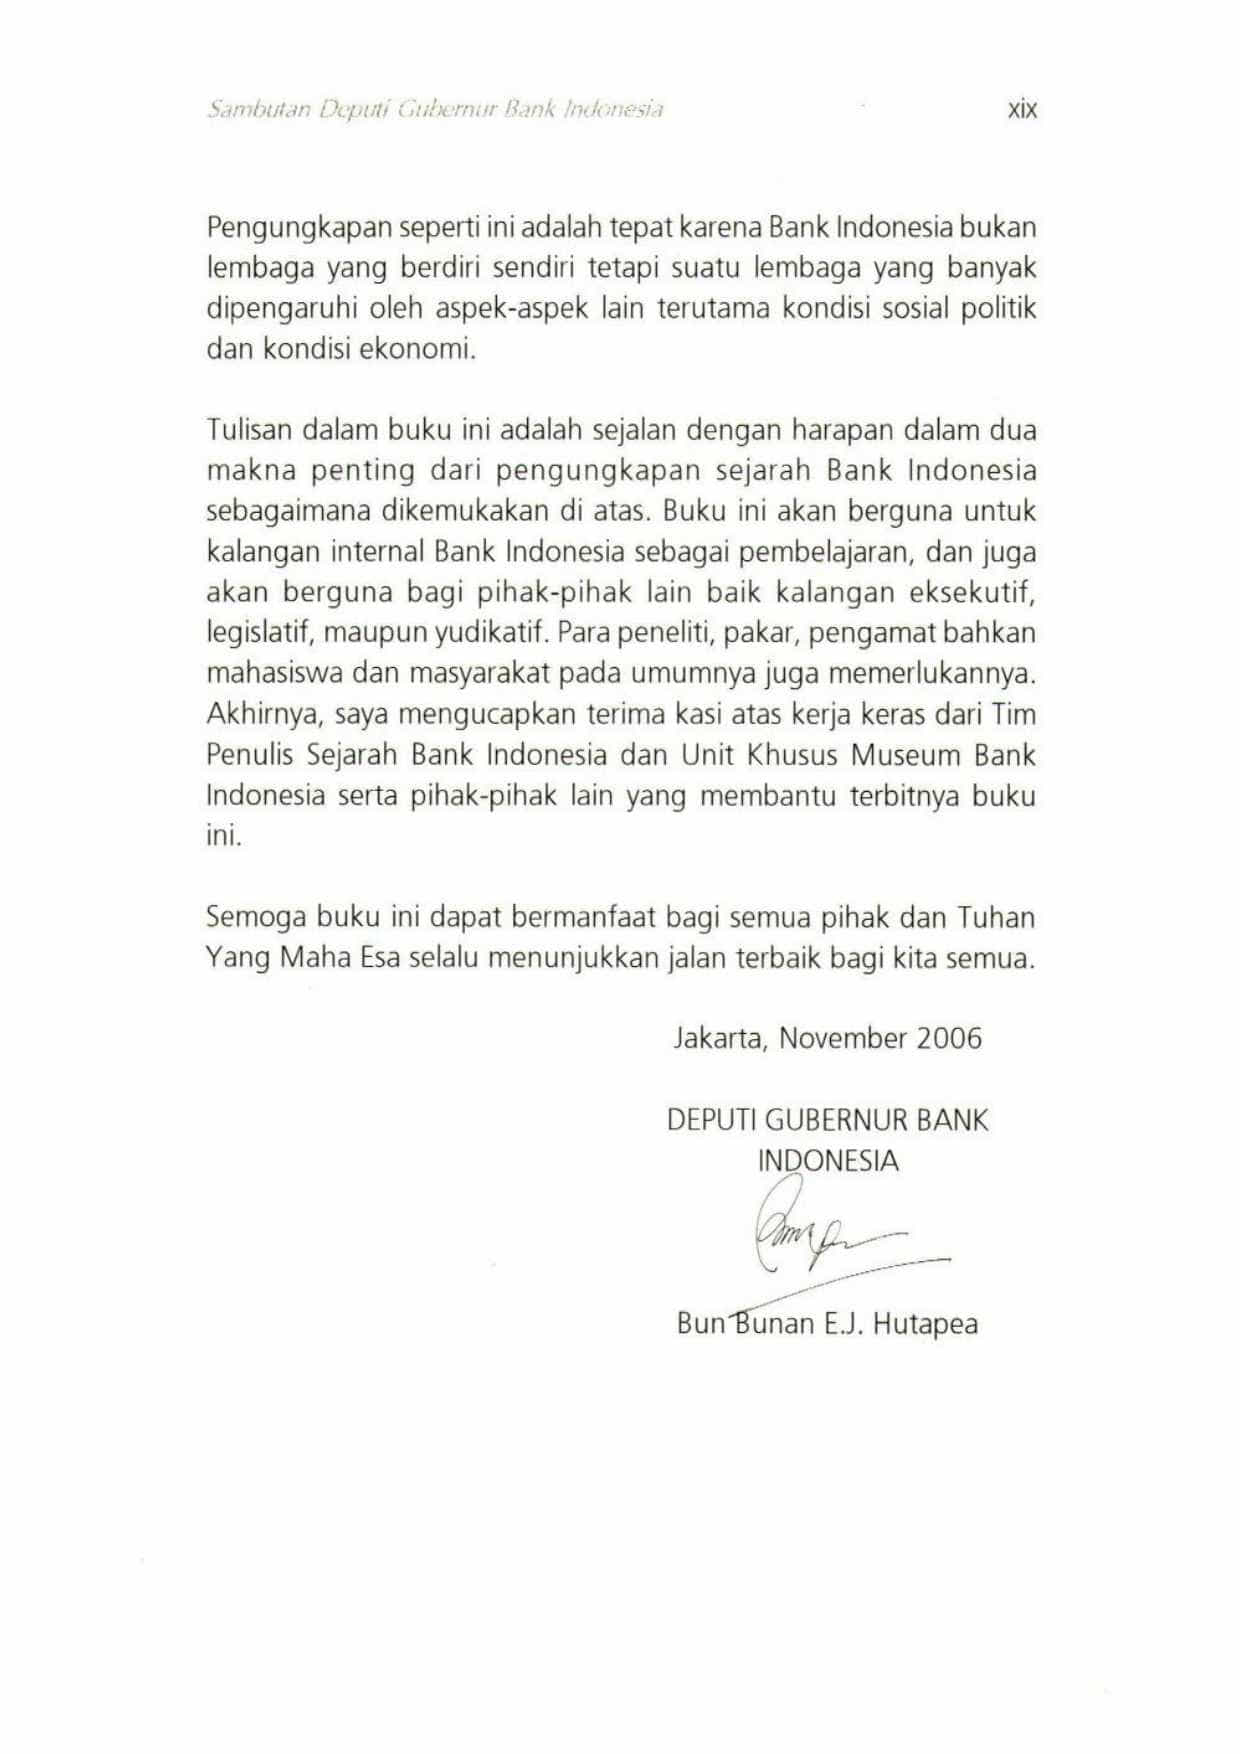 Sambutan Deputi Gubernur Bank Indonesia xix
Pengungkapan seperti ini adalah tepat karena Bank Indonesia bukan
lembaga yang berdiri sendiri tetapi suatu lembaga yang banyak
dipengaruhi oleh aspek-aspek lain terutama kondisi sosial politik
dan kondisi ekonomi.
Tulisan dalam buku ini adalah sejalan dengan harapan dalam dua
makna penting dari pengungkapan sejarah Bank Indonesia
sebagaimana dikemukakan di atas. Buku ini akan berguna untuk
kalangan internal Bank Indonesia sebagai pembelajaran, dan juga
akan berguna bagi pihak-pihak lain baik kalangan eksekutif,
legislatif, maupun yudikatif. Para peneliti, pakar, pengamat bahkan
mahasiswa dan masyarakat pada umumnya juga memerlukannya.
Akhirnya, saya mengucapkan terima kasi atas kerja keras dari Tim
Penulis Sejarah Bank Indonesia dan Unit Khusus Museum Bank
Indonesia serta pihak-pihak lain yang membantu terbitnya buku
ini.
Semoga buku ini dapat bermanfaat bagi semua pihak dan Tuhan
Yang Maha Esa selalu menunjukkan jalan terbaik bagi kita semua.
Jakarta, November 2006
DEPUTI GUBERNUR BANK
INDONESIA
Bun Bunan E.J. Hutapea